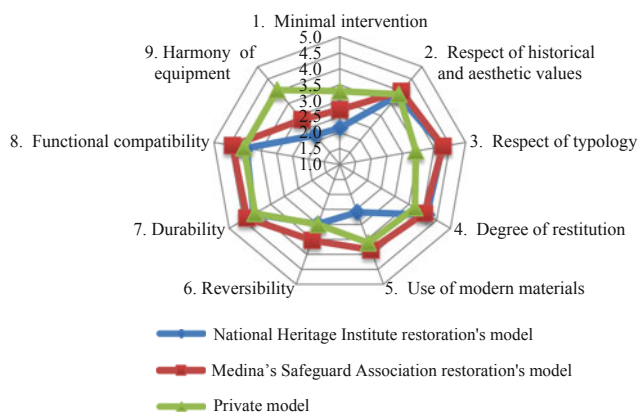 1. Minimal intervention
5.0
4.5
4.0
3.5
3.0
2.5
2.0
1.5
1.0
2. Respect of historical
and aesthetic values
3. Respect of typology
4. Degree of restitution
5. Use of modern materials
6. Reversibility
7. Durability
8. Functional compatibility
9. Harmony of
equipment
National Heritage Institute restoration's model
Medina's Safeguard Association restoration's model
Private model